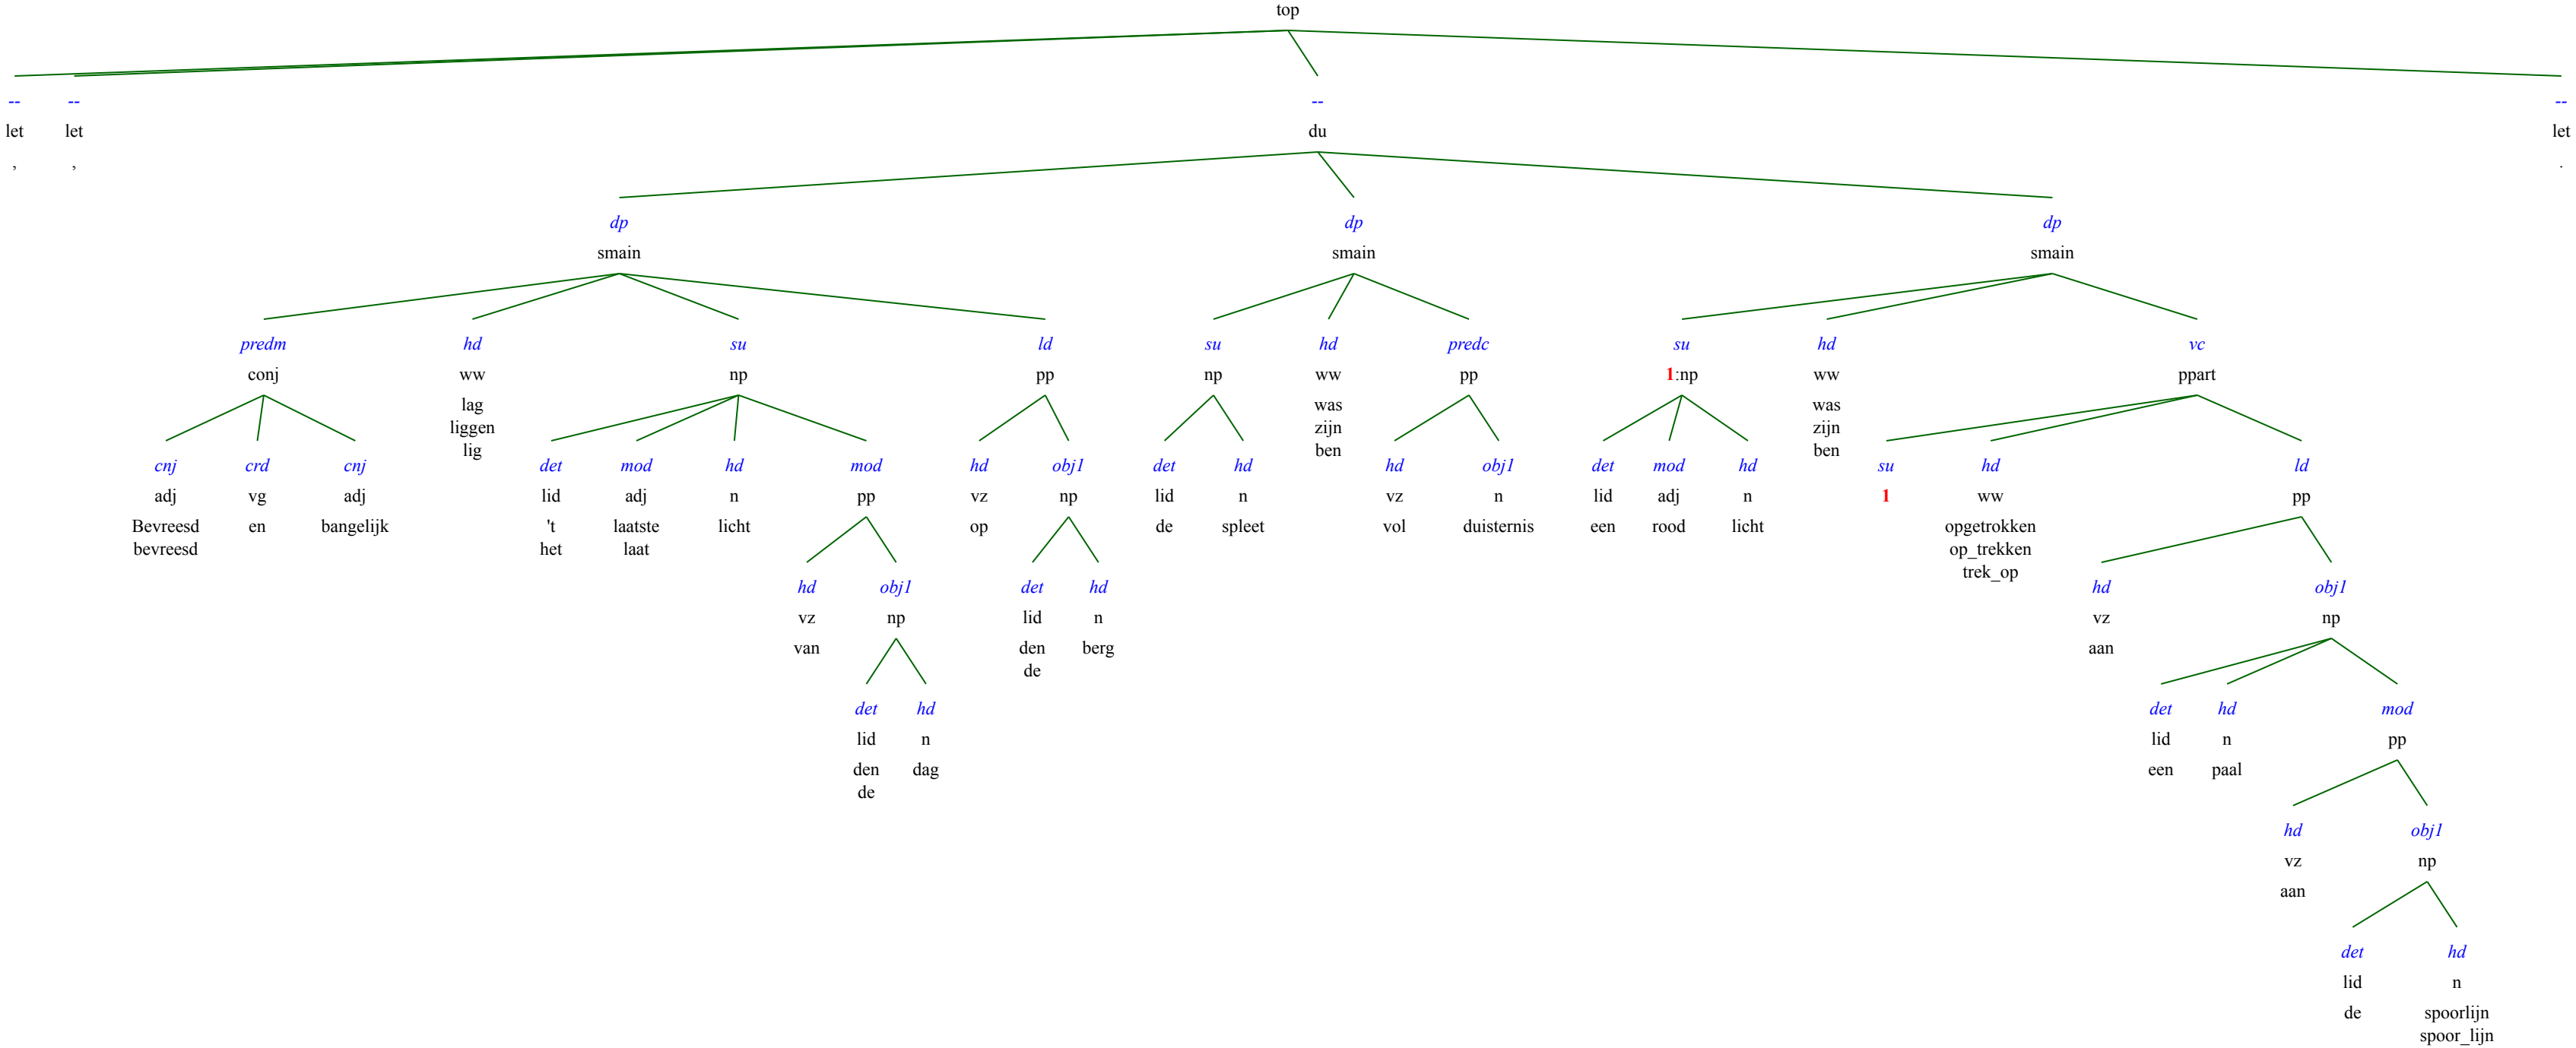 top
-- -- -- --
let let du let
, , .
dp dp dp
smain smain smain
predm hd su ld su hd predc su hd vc
conj ww np pp np ww pp 1:np ww ppart
lag was was
liggen zijn zijn
lig ben ben
cnj crd cnj det mod hd mod hd obj1 det hd hd obj1 det mod hd su hd ld
adj vg adj lid adj n pp vz np lid n vz n lid adj n 1 ww pp
Bevreesd en bangelijk 't laatste licht op de spleet vol duisternis een rood licht opgetrokken
bevreesd het laat op_trekken
trek_op
hd obj1 det hd hd obj1
vz np lid n vz np
van den berg aan
de
det hd det hd mod
lid n lid n pp
den dag een paal
de
hd obj1
vz np
aan
det hd
lid n
de spoorlijn
spoor_lijn